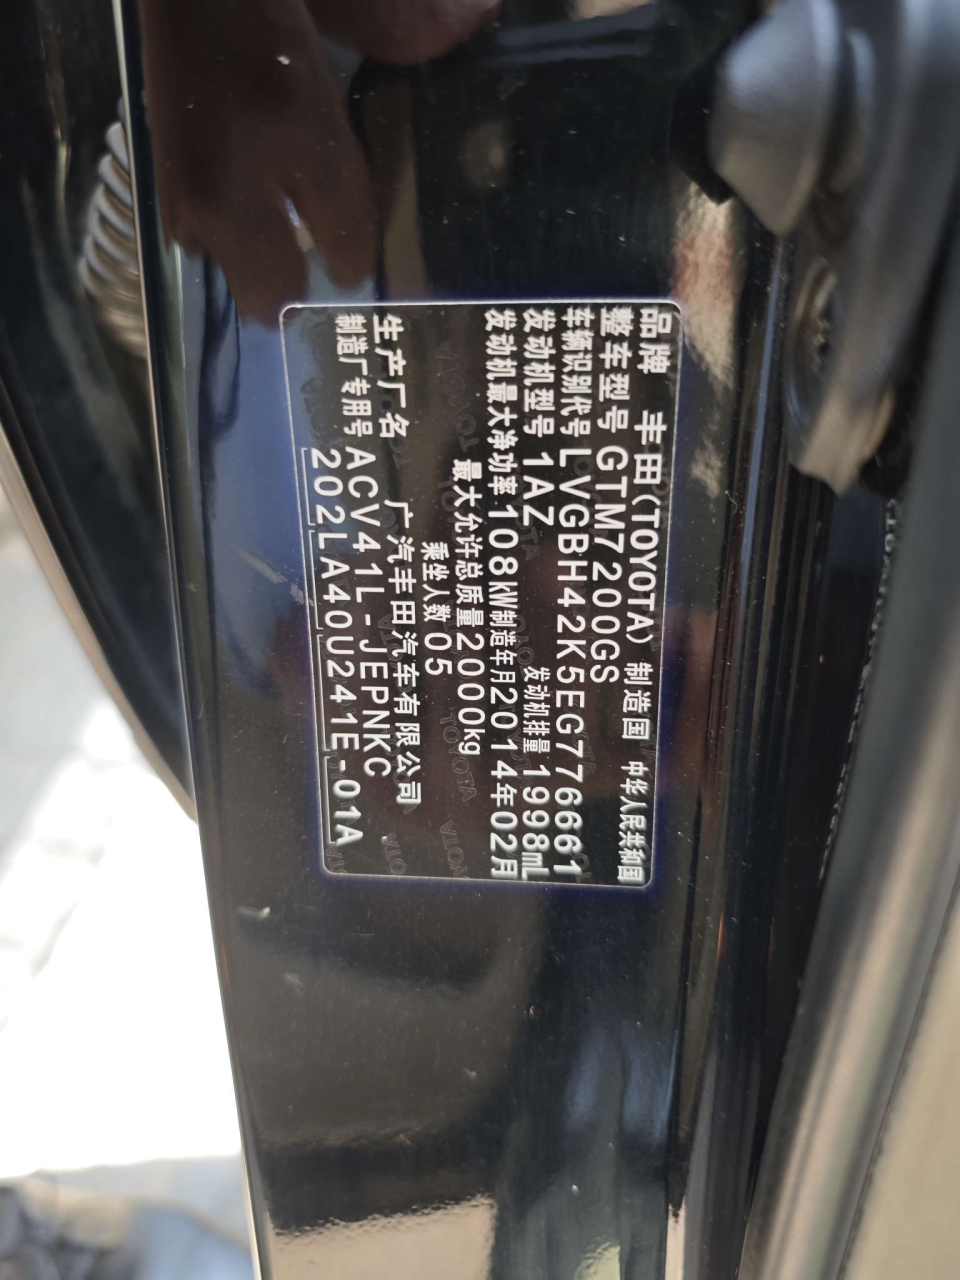 品牌 丰田(TOYOTA) 制造国 中华人民共和国
整车型号 GTM7200GS
车辆识别代号 LVGBH42K5EG776661
发动机型号 1AZ 发动机排量 1998mL
发动机最大净功率 108kW 制造年月 2014年02月
最大允许总质量 2000kg
乘坐人数 05
生产厂名 广汽丰田汽车有限公司
制造厂专用号 ACV41L-JEPNKC
202LA40U241E-01A